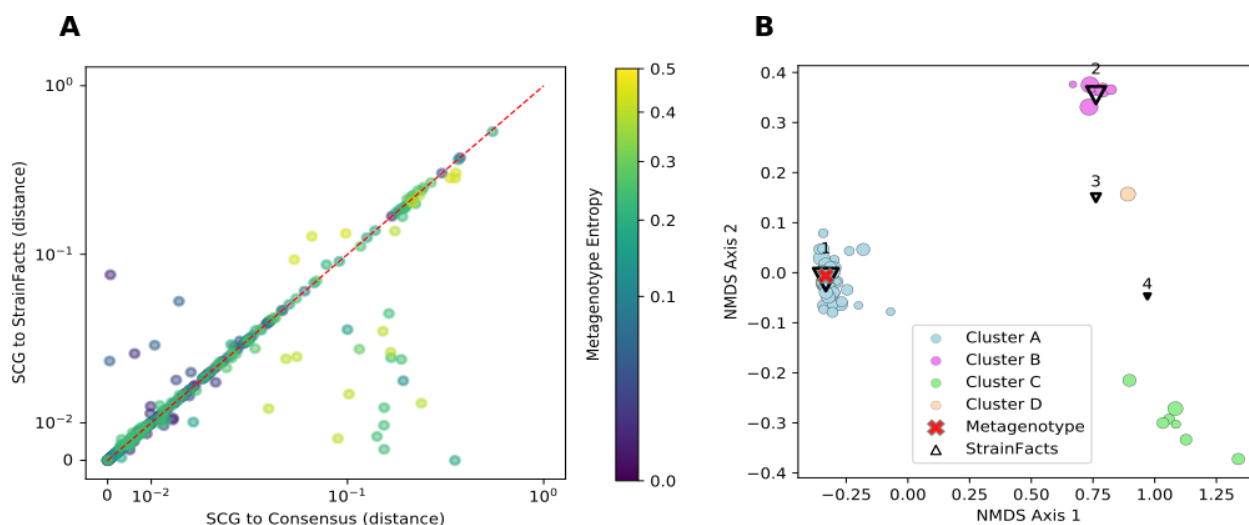 A
SCG to StrainFacts (distance)
10⁰
10⁻¹
10⁻²
0
0
10⁻²
10⁻¹
10⁰
SCG to Consensus (distance)
Metagenotype Entropy
0.5
0.4
0.3
0.2
0.1
0.0
B
NMDS Axis 2
0.4
0.3
0.2
0.1
0.0
−0.1
−0.2
−0.3
−0.4
1
2
3
4
Cluster A
Cluster B
Cluster C
Cluster D
Metagenotype
StrainFacts
−0.25
0.00
0.25
0.50
0.75
1.00
1.25
NMDS Axis 1